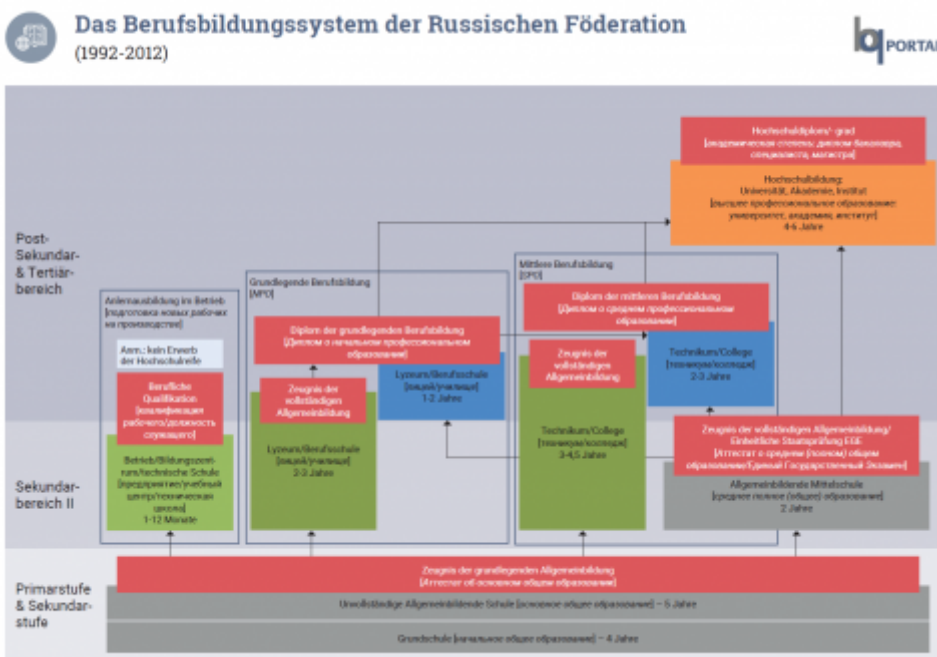 Das Berufsbildungssystem der Russischen Föderation
(1992-2012)
bq PORTAL
Hochschuldiplom/- grad
[академическая степень: диплом бакалавра,
специалиста, магистра]
Hochschulbildung:
Universität, Akademie, Institut
[высшее профессиональное образование:
университет, академия, институт]
4-6 Jahre
Post-
Sekundar-
& Tertiär-
bereich
Mittlere Berufsbildung
[СПО]
Grundlegende Berufsbildung
[НПО]
Anlernausbildung im Betrieb
[подготовка новых рабочих
на производстве]
Diplom der mittleren Berufsbildung
[Диплом о среднем профессиональном
образовании]
Diplom der grundlegenden Berufsbildung
[Диплом о начальном профессиональном
образовании]
Anm.: kein Erwerb
der Hochschulreife
Zeugnis der
vollständigen
Allgemeinbildung
Technikum/College
[техникум/колледж]
2-3 Jahre
Lyzeum/Berufsschule
[лицей/училище]
1-2 Jahre
Berufliche
Qualifikation
[квалификация
рабочего/должность
служащего]
Zeugnis der
vollständigen
Allgemeinbildung
Zeugnis der vollständigen Allgemeinbildung/
Einheitliche Staatsprüfung EGE
[Аттестат о среднем (полном) общем
образовании/Единый Государственный Экзамен]
Technikum/College
[техникум/колледж]
3-4,5 Jahre
Lyzeum/Berufsschule
[лицей/училище]
2-3 Jahre
Betrieb/Bildungszent-
rum/technische Schule
[предприятие/учебный
центр/техническая
школа]
1-12 Monate
Sekundar-
bereich II
Allgemeinbildende Mittelschule
[среднее полное (общее) образование]
2 Jahre
Zeugnis der grundlegenden Allgemeinbildung
[Аттестат об основном общем образовании]
Primarstufe
& Sekundar-
stufe
Unvollständige Allgemeinbildende Schule [основное общее образование] – 5 Jahre
Grundschule [начальное общее образование] – 4 Jahre